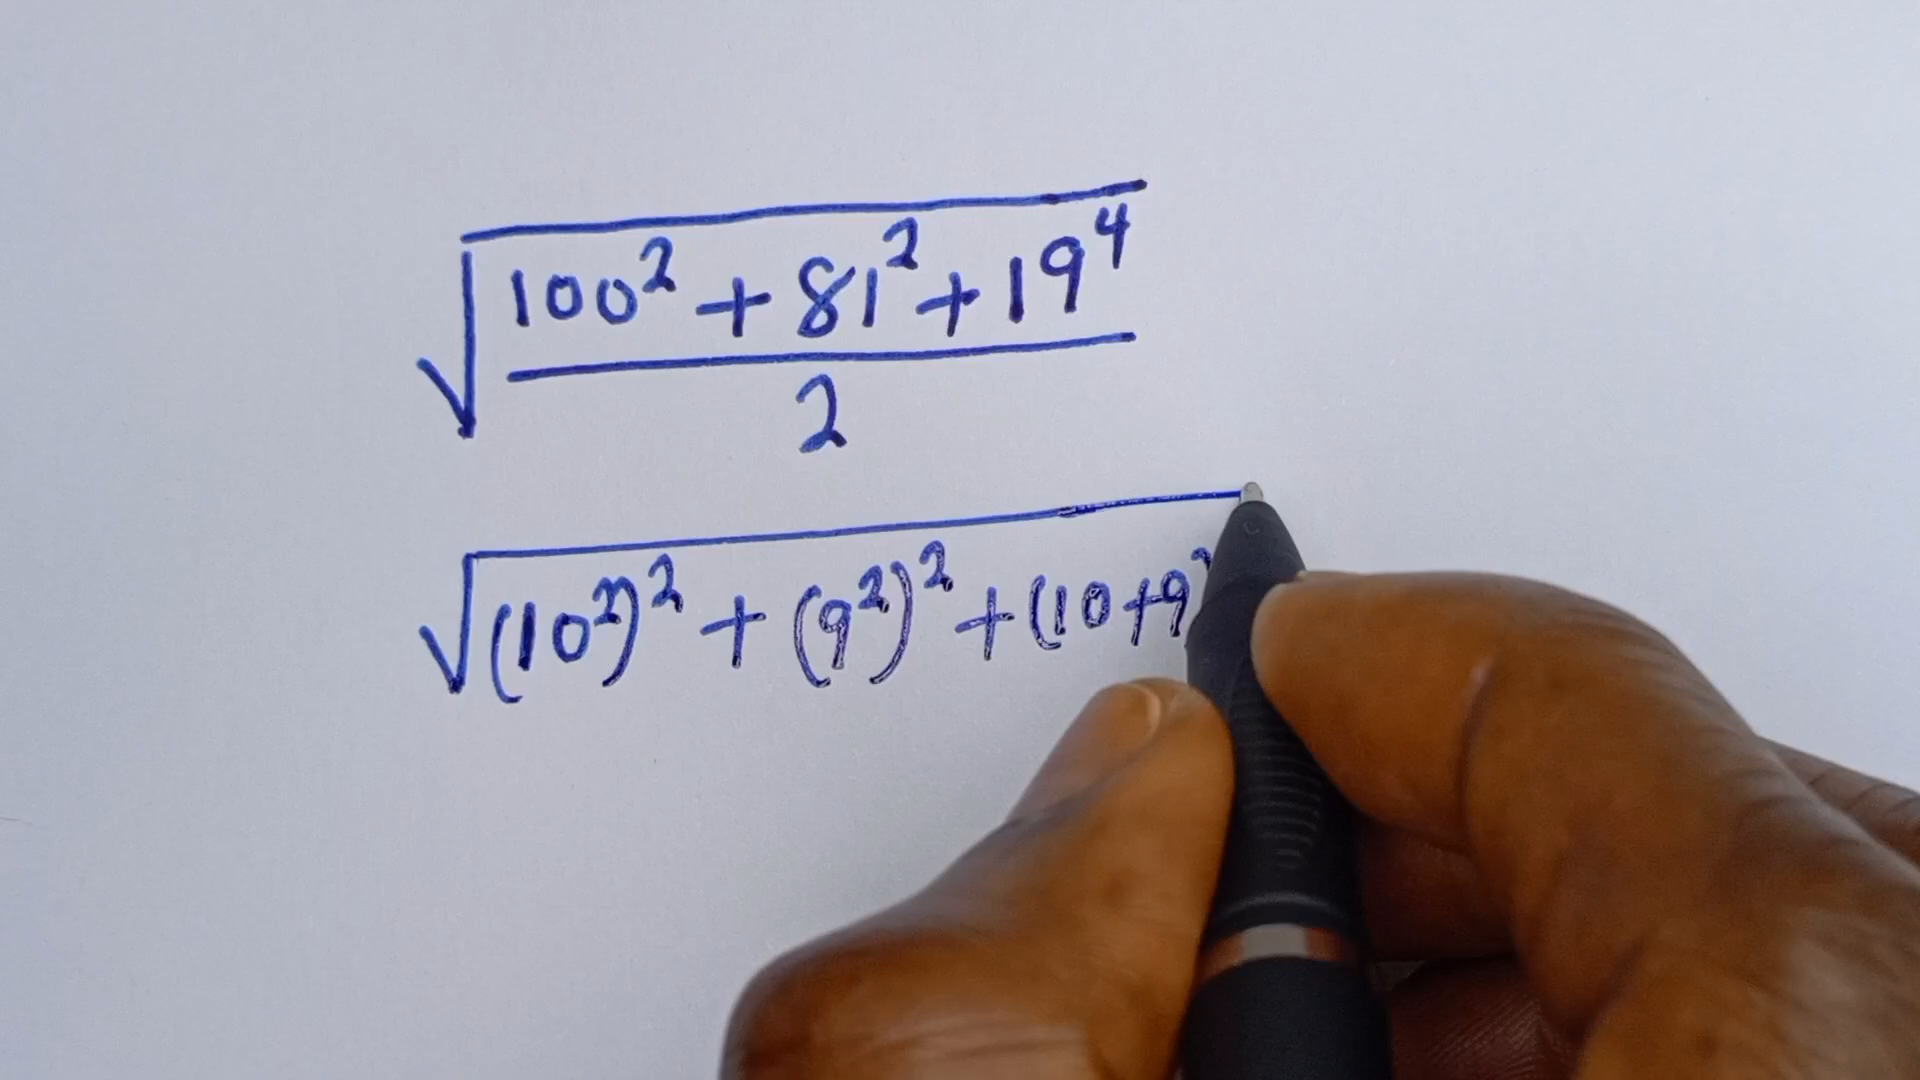 √((100² + 81² + 19⁴)/2)
√((10²)² + (9²)² + (10+9)